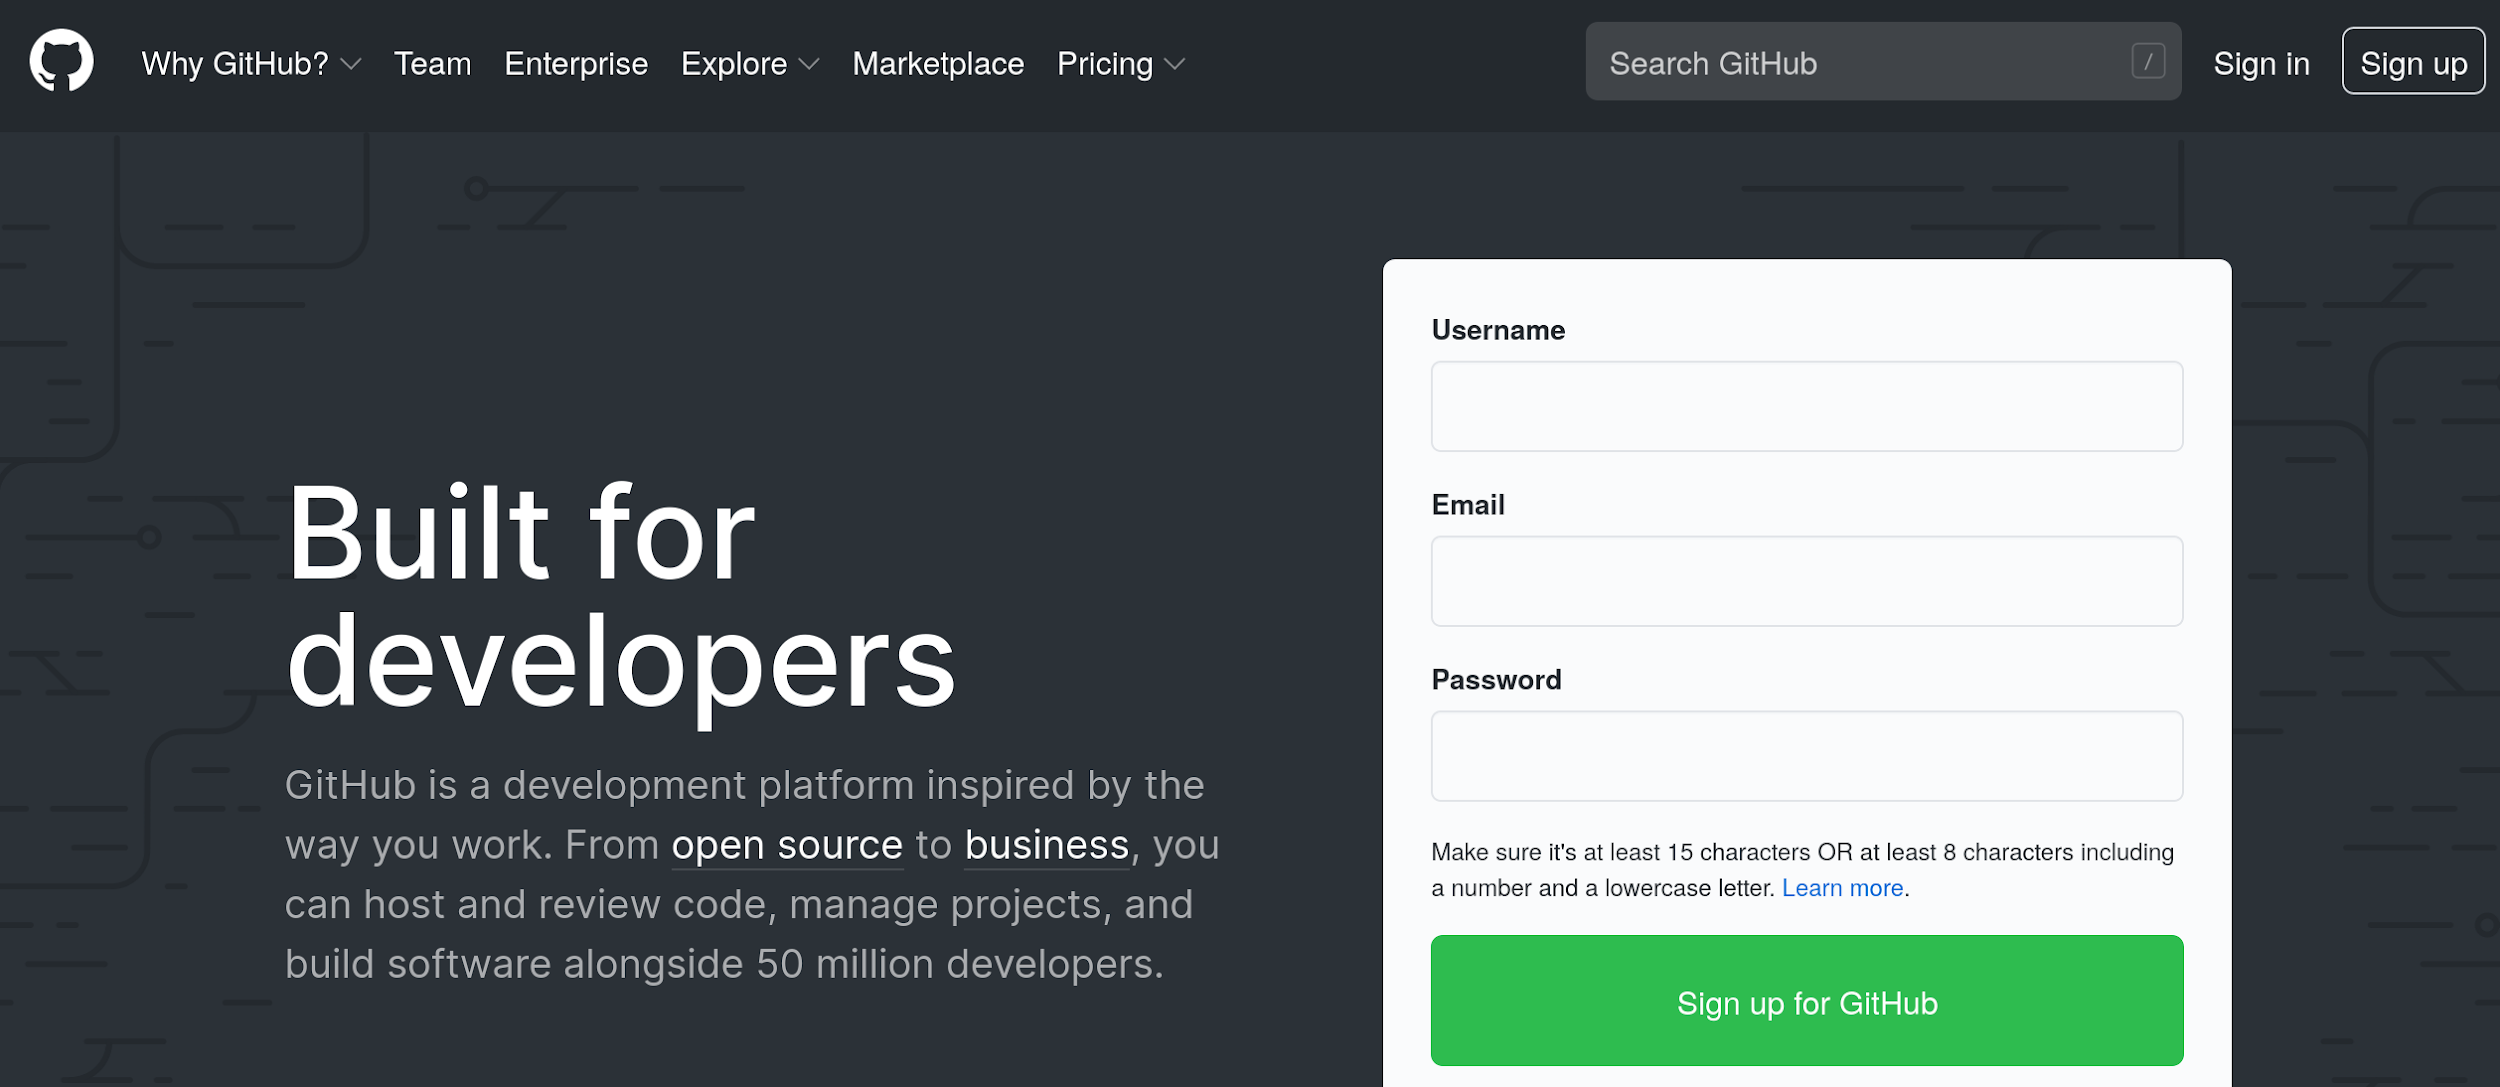 Why GitHub? Team Enterprise Explore Marketplace Pricing Search GitHub / Sign in Sign up
Built for
developers
GitHub is a development platform inspired by the
way you work. From open source to business, you
can host and review code, manage projects, and
build software alongside 50 million developers.
Username
Email
Password
Make sure it's at least 15 characters OR at least 8 characters including
a number and a lowercase letter. Learn more.
Sign up for GitHub